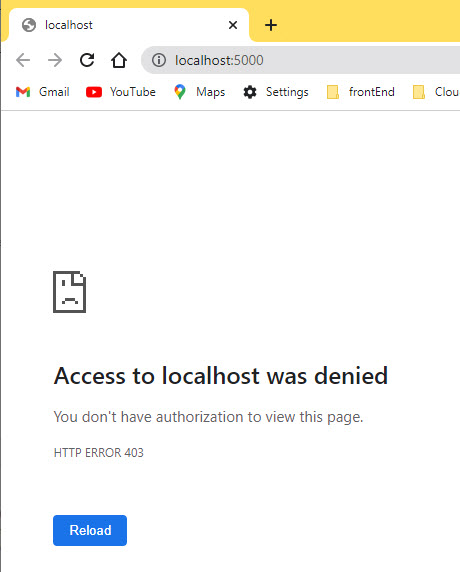 localhost
localhost:5000
Gmail YouTube Maps Settings frontEnd Clou
Access to localhost was denied
You don't have authorization to view this page.
HTTP ERROR 403
Reload